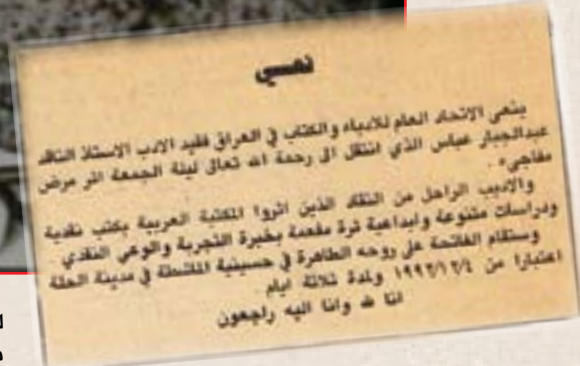 نعي
ينعى الاتحاد العام للادباء والكتاب في العراق فقيد الادب الاستاذ الناقد
عبدالجبار عباس الذي انتقل الى رحمة الله تعالى ليلة الجمعة اثر مرض
مفاجيء .
والاديب الراحل من النقاد الذين اثروا المكتبة العربية بكتب نقدية
ودراسات متنوعة وابداعية ثرة مفعمة بخبرة التجربة والوعي النقدي
وستقام الفاتحة على روحه الطاهرة في حسينية في مدينة الحلة
اعتبارا من ١٩٩٢/١٢/٤ ولمدة ثلاثة ايام
انا لله وانا اليه راجعون